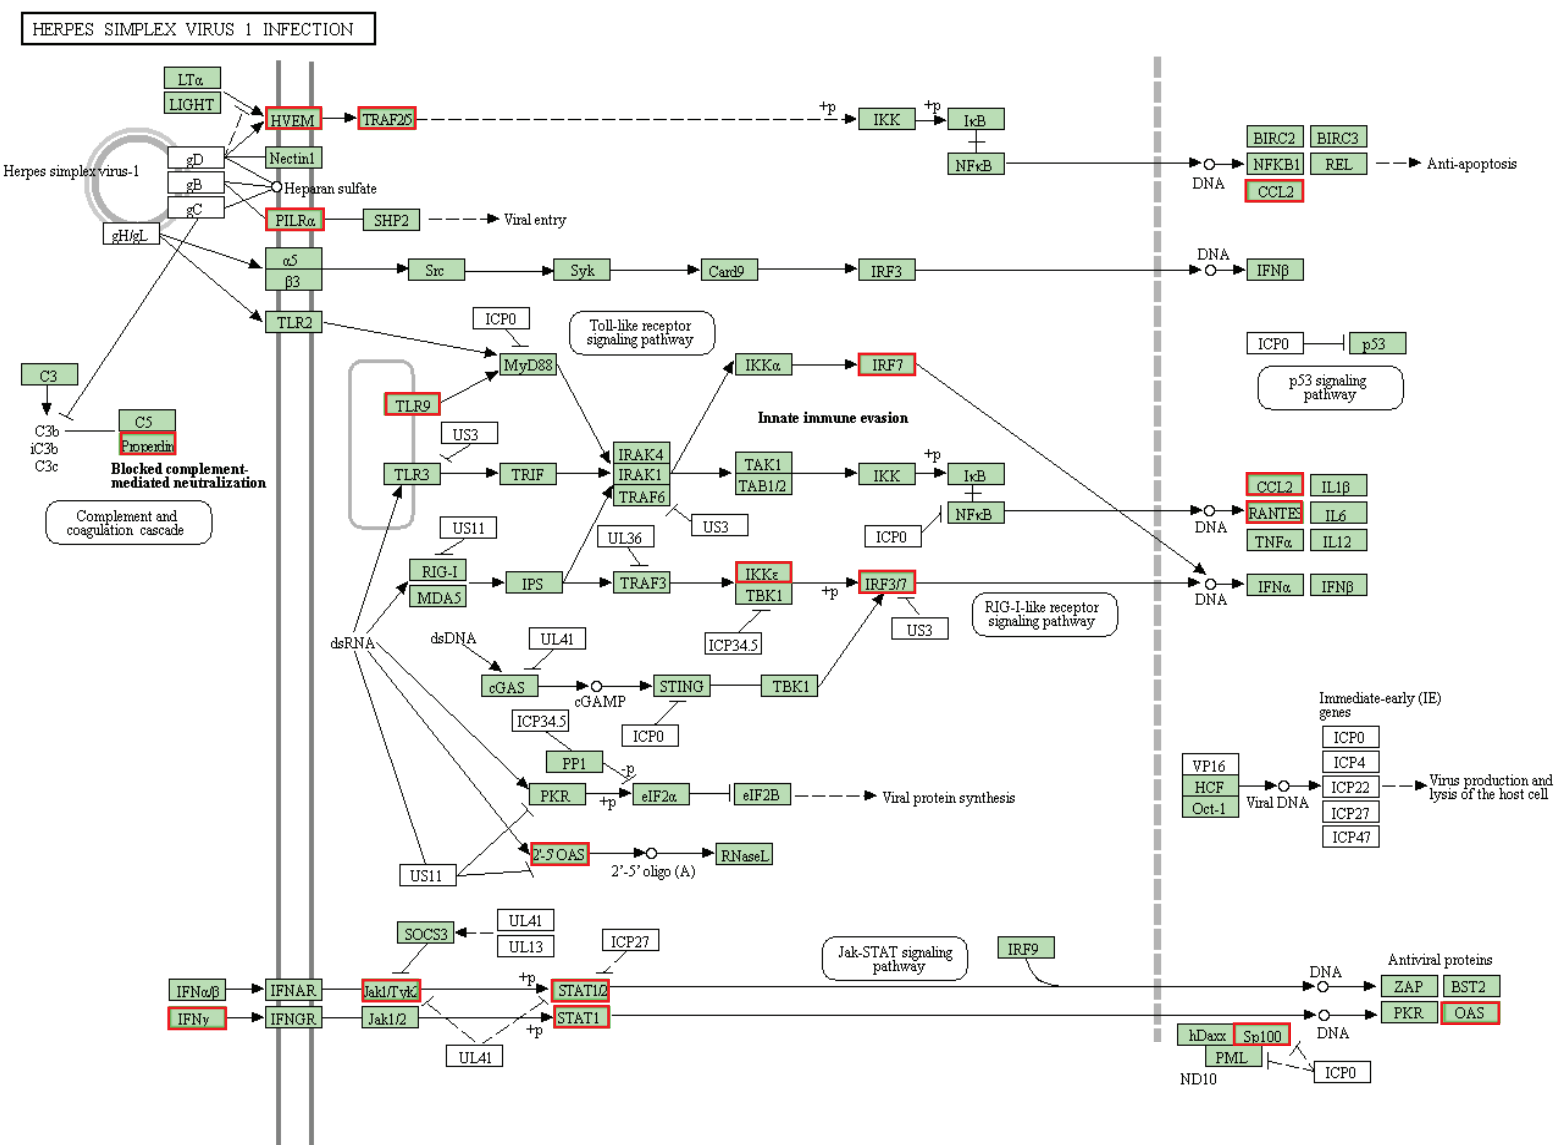 HERPES SIMPLEX VIRUS 1 INFECTION
LTα
LIGHT
HVEM
TRAF2/5
+p
IKK
+p
IκB
NFκB
DNA
BIRC2
BIRC3
NFKB1
REL
CCL2
Anti-apoptosis
Herpes simplex virus-1
gD
gB
gC
gH/gL
Nectin1
Heparan sulfate
PILRα
SHP2
Viral entry
α5
β3
Src
Syk
Card9
IRF3
DNA
IFNβ
TLR2
ICP0
Toll-like receptor
signaling pathway
MyD88
IKKα
IRF7
ICP0
p53
p53 signaling
pathway
C3
C3b
iC3b
C3c
C5
Properdin
Blocked complement-
mediated neutralization
Complement and
coagulation cascade
TLR9
US3
TLR3
TRIF
IRAK4
IRAK1
TRAF6
US3
Innate immune evasion
TAK1
TAB1/2
IKK
+p
IκB
NFκB
ICP0
DNA
CCL2
IL1β
RANTES
IL6
TNFα
IL12
US11
RIG-I
MDA5
IPS
UL36
TRAF3
IKKε
TBK1
+p
IRF3/7
ICP34.5
US3
RIG-I-like receptor
signaling pathway
DNA
IFNα
IFNβ
dsRNA
dsDNA
UL41
cGAS
cGAMP
STING
TBK1
ICP0
ICP34.5
PP1
-p
PKR
+p
eIF2α
eIF2B
Viral protein synthesis
Immediate-early (IE)
genes
ICP0
ICP4
ICP22
ICP27
ICP47
VP16
HCF
Oct-1
Viral DNA
Virus production and
lysis of the host cell
2'-5'OAS
2'-5' oligo (A)
RNaseL
US11
SOCS3
UL41
UL13
ICP27
Jak-STAT signaling
pathway
IRF9
Antiviral proteins
IFNα/β
IFNAR
Jak1/Tyk2
+p
STAT1/2
DNA
ZAP
BST2
IFNγ
IFNGR
Jak1/2
+p
STAT1
DNA
PKR
OAS
UL41
hDaxx
Sp100
PML
ND10
ICP0